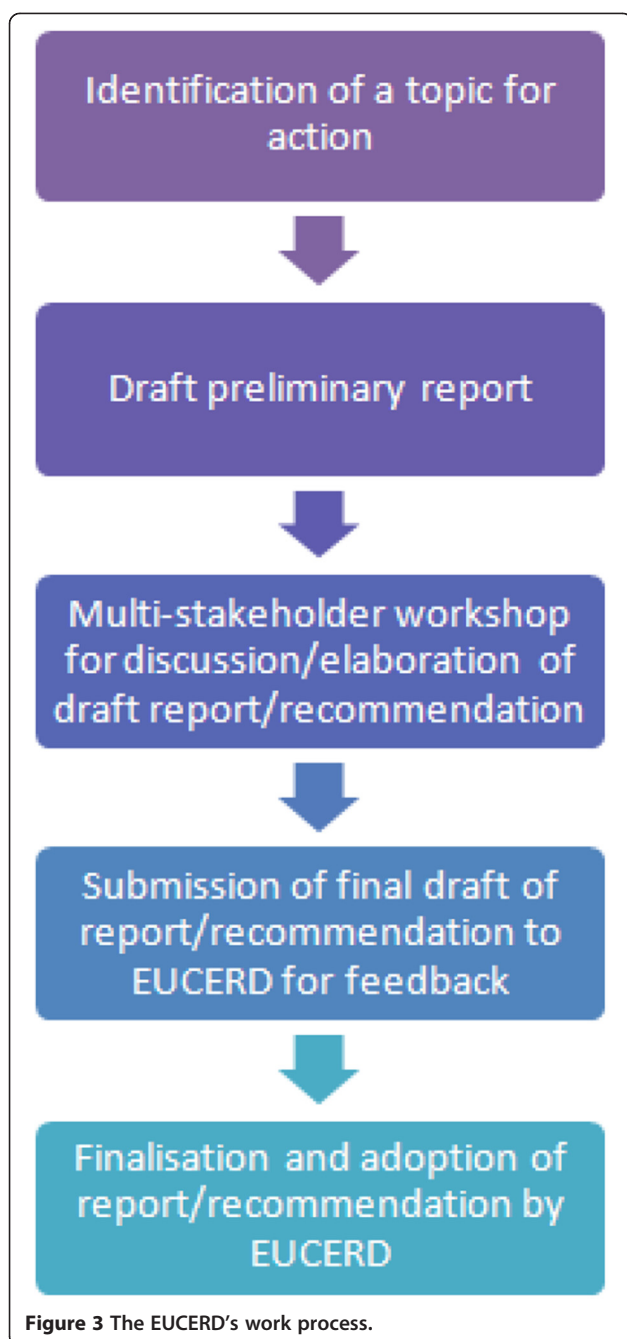 Identification of a topic for
action
Draft preliminary report
Multi-stakeholder workshop
for discussion/elaboration of
draft report/recommendation
Submission of final draft of
report/recommendation to
EUCERD for feedback
Finalisation and adoption of
report/recommendation by
EUCERD
Figure 3 The EUCERD's work process.